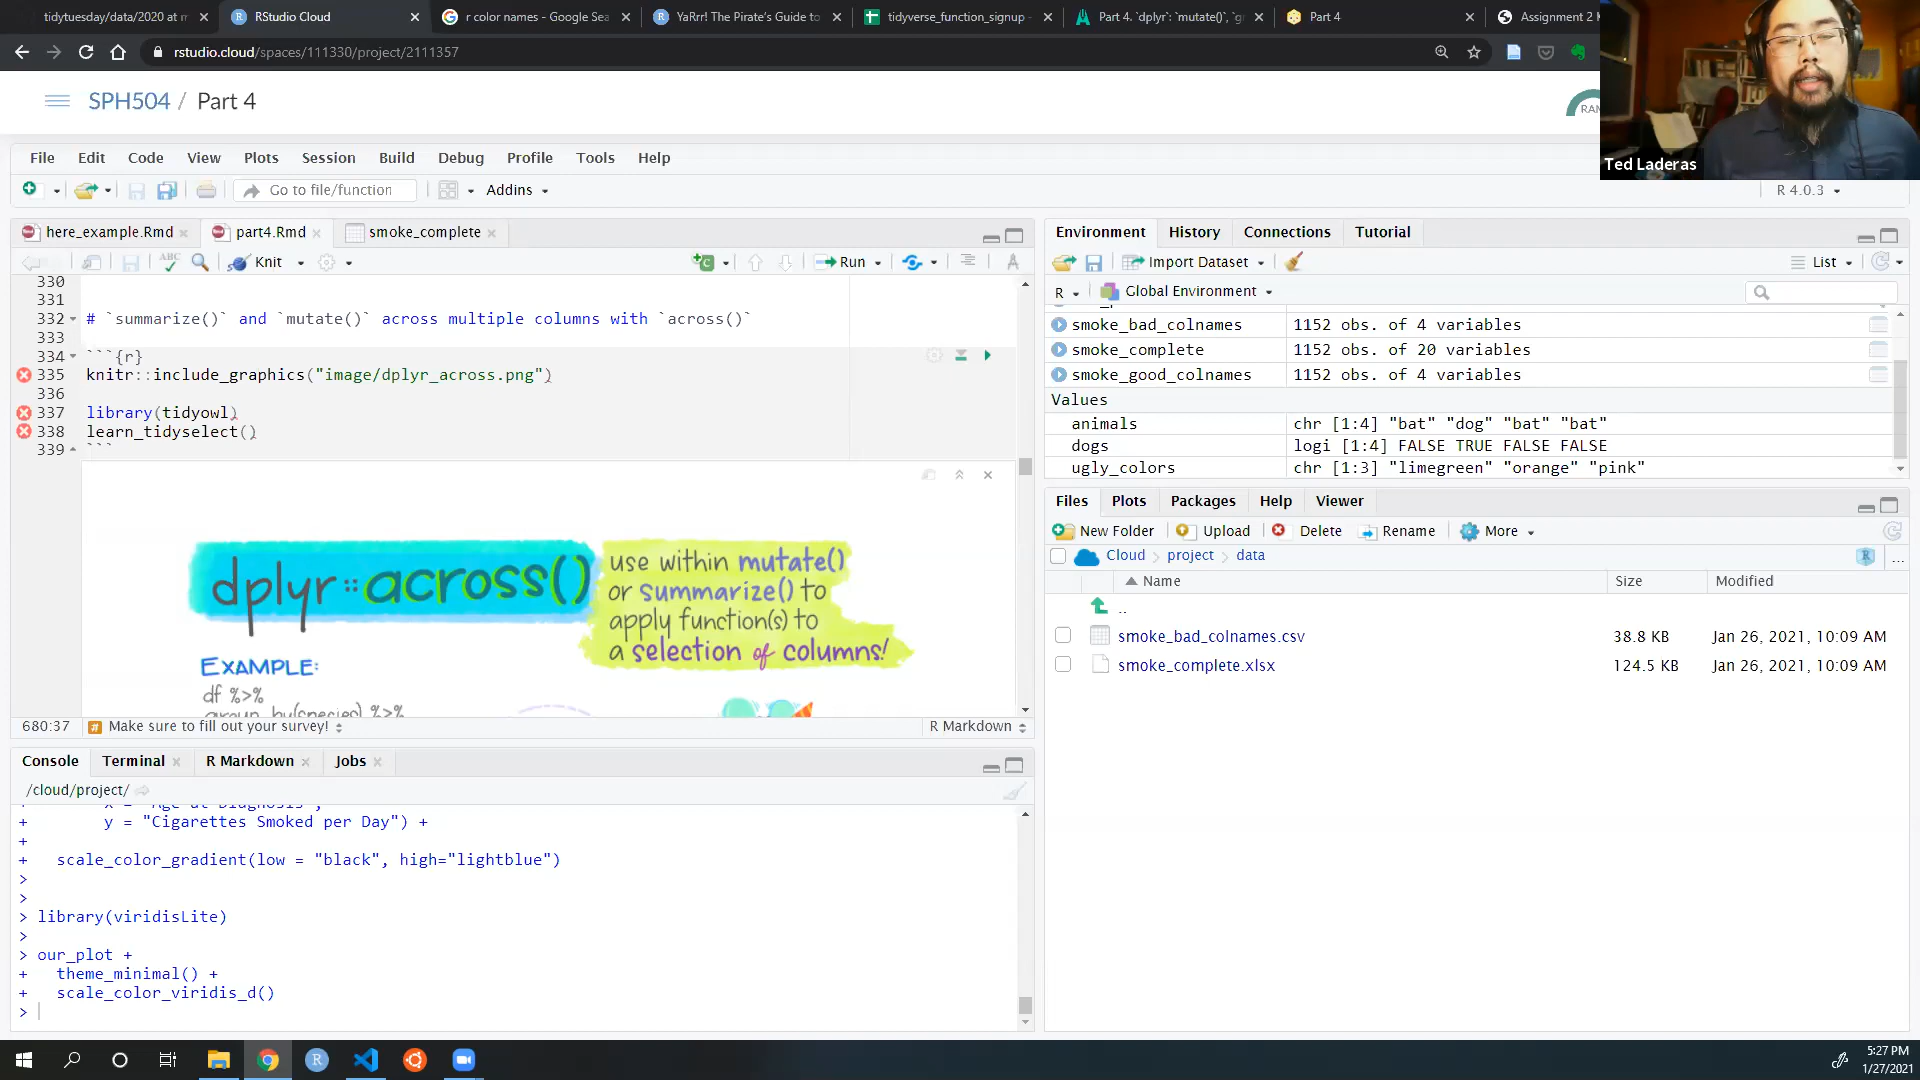 tidytuesday/data/2020 at m
RStudio Cloud
r color names - Google Sea
YaRrr! The Pirate's Guide to
tidyverse_function_signup -
Part 4. `dplyr`: `mutate()`, `g
Part 4
Assignment 2 K
rstudio.cloud/spaces/111330/project/2111357
SPH504 / Part 4
RAM
Ted Laderas
File Edit Code View Plots Session Build Debug Profile Tools Help
Go to file/function
Addins
R 4.0.3
here_example.Rmd
part4.Rmd
smoke_complete
ABC
Knit
Run
330
331
332 # `summarize()` and `mutate()` across multiple columns with `across()`
333
334 ```{r}
335 knitr::include_graphics("image/dplyr_across.png")
336
337 library(tidyowl)
338 learn_tidyselect()
339 ```
dplyr::across()
use within mutate()
or summarize() to
apply function(s) to
a selection of columns!
EXAMPLE:
df %>%
group_by(species) %>%
680:37 # Make sure to fill out your survey!
R Markdown
Console Terminal R Markdown Jobs
/cloud/project/
+ x = "Age at Diagnosis",
+ y = "Cigarettes Smoked per Day") +
+
+ scale_color_gradient(low = "black", high="lightblue")
>
>
> library(viridisLite)
>
> our_plot +
+ theme_minimal() +
+ scale_color_viridis_d()
>
Environment History Connections Tutorial
Import Dataset
List
R Global Environment
smoke_bad_colnames 1152 obs. of 4 variables
smoke_complete 1152 obs. of 20 variables
smoke_good_colnames 1152 obs. of 4 variables
Values
animals chr [1:4] "bat" "dog" "bat" "bat"
dogs logi [1:4] FALSE TRUE FALSE FALSE
ugly_colors chr [1:3] "limegreen" "orange" "pink"
Files Plots Packages Help Viewer
New Folder Upload Delete Rename More
Cloud > project > data
Name Size Modified
..
smoke_bad_colnames.csv 38.8 KB Jan 26, 2021, 10:09 AM
smoke_complete.xlsx 124.5 KB Jan 26, 2021, 10:09 AM
5:27 PM
1/27/2021